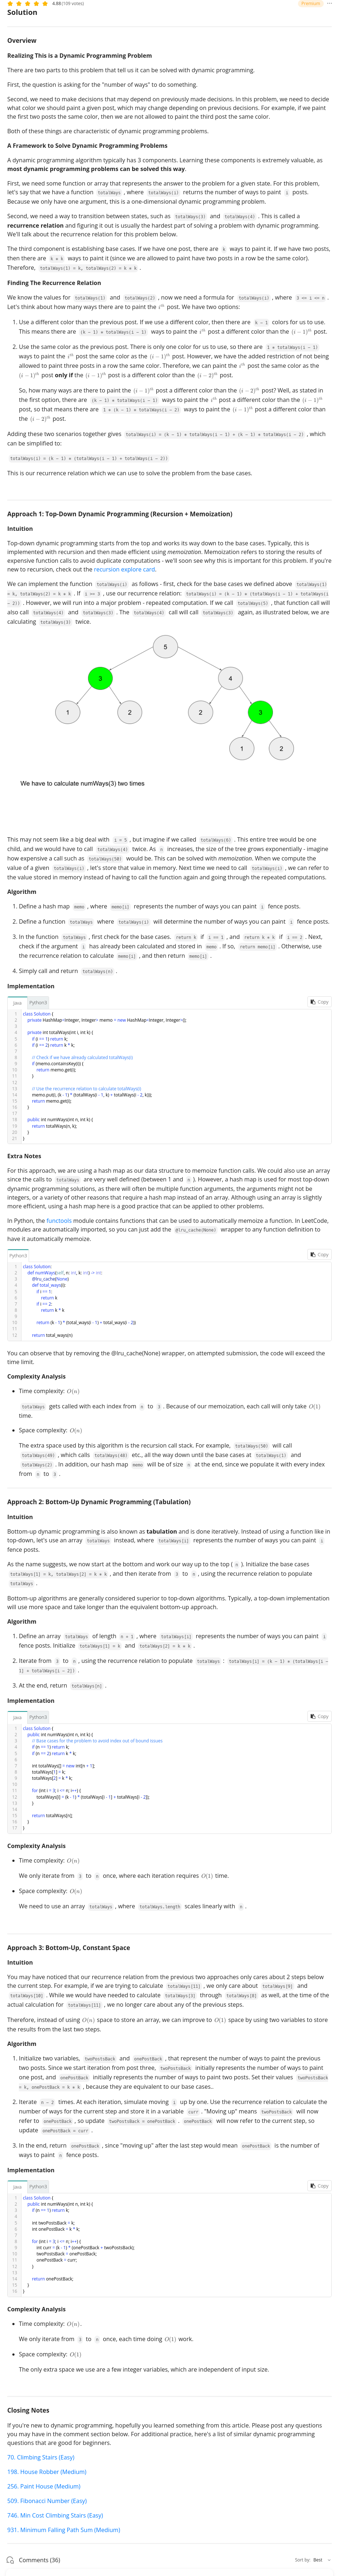 4.98 (109 votes)
Premium
Solution
Overview
Realizing This is a Dynamic Programming Problem
There are two parts to this problem that tell us it can be solved with dynamic programming.
First, the question is asking for the "number of ways" to do something.
Second, we need to make decisions that may depend on previously made decisions. In this problem, we need to decide
what color we should paint a given post, which may change depending on previous decisions. For example, if we paint
the first two posts the same color, then we are not allowed to paint the third post the same color.
Both of these things are characteristic of dynamic programming problems.
A Framework to Solve Dynamic Programming Problems
A dynamic programming algorithm typically has 3 components. Learning these components is extremely valuable, as
most dynamic programming problems can be solved this way.
First, we need some function or array that represents the answer to the problem for a given state. For this problem,
let's say that we have a function totalWays , where totalWays(i) returns the number of ways to paint i posts.
Because we only have one argument, this is a one-dimensional dynamic programming problem.
Second, we need a way to transition between states, such as totalWays(3) and totalWays(4) . This is called a
recurrence relation and figuring it out is usually the hardest part of solving a problem with dynamic programming.
We'll talk about the recurrence relation for this problem below.
The third component is establishing base cases. If we have one post, there are k ways to paint it. If we have two posts,
then there are k * k ways to paint it (since we are allowed to paint have two posts in a row be the same color).
Therefore, totalWays(1) = k, totalWays(2) = k * k .
Finding The Recurrence Relation
We know the values for totalWays(1) and totalWays(2) , now we need a formula for totalWays(i) , where 3 <= i <= n .
Let's think about how many ways there are to paint the iᵗʰ post. We have two options:
1. Use a different color than the previous post. If we use a different color, then there are k - 1 colors for us to use.
This means there are (k - 1) * totalWays(i - 1) ways to paint the iᵗʰ post a different color than the (i − 1)ᵗʰ post.
2. Use the same color as the previous post. There is only one color for us to use, so there are 1 * totalWays(i - 1)
ways to paint the iᵗʰ post the same color as the (i − 1)ᵗʰ post. However, we have the added restriction of not being
allowed to paint three posts in a row the same color. Therefore, we can paint the iᵗʰ post the same color as the
(i − 1)ᵗʰ post only if the (i − 1)ᵗʰ post is a different color than the (i − 2)ᵗʰ post.
So, how many ways are there to paint the (i − 1)ᵗʰ post a different color than the (i − 2)ᵗʰ post? Well, as stated in
the first option, there are (k - 1) * totalWays(i - 1) ways to paint the iᵗʰ post a different color than the (i − 1)ᵗʰ
post, so that means there are 1 * (k - 1) * totalWays(i - 2) ways to paint the (i − 1)ᵗʰ post a different color than
the (i − 2)ᵗʰ post.
Adding these two scenarios together gives totalWays(i) = (k - 1) * totalWays(i - 1) + (k - 1) * totalWays(i - 2) , which
can be simplified to:
totalWays(i) = (k - 1) * (totalWays(i - 1) + totalWays(i - 2))
This is our recurrence relation which we can use to solve the problem from the base cases.
Approach 1: Top-Down Dynamic Programming (Recursion + Memoization)
Intuition
Top-down dynamic programming starts from the top and works its way down to the base cases. Typically, this is
implemented with recursion and then made efficient using memoization. Memoization refers to storing the results of
expensive function calls to avoid duplicate computations - we'll soon see why this is important for this problem. If you're
new to recursion, check out the recursion explore card.
We can implement the function totalWays(i) as follows - first, check for the base cases we defined above totalWays(1)
= k, totalWays(2) = k * k . If i >= 3 , use our recurrence relation: totalWays(i) = (k - 1) * (totalWays(i - 1) + totalWays(i
- 2)) . However, we will run into a major problem - repeated computation. If we call totalWays(5) , that function call will
also call totalWays(4) and totalWays(3) . The totalWays(4) call will call totalWays(3) again, as illustrated below, we are
calculating totalWays(3) twice.
5
3
4
1
2
2
3
1
2
We have to calculate numWays(3) two times
This may not seem like a big deal with i = 5 , but imagine if we called totalWays(6) . This entire tree would be one
child, and we would have to call totalWays(4) twice. As n increases, the size of the tree grows exponentially - imagine
how expensive a call such as totalWays(50) would be. This can be solved with memoization. When we compute the
value of a given totalWays(i) , let's store that value in memory. Next time we need to call totalWays(i) , we can refer to
the value stored in memory instead of having to call the function again and going through the repeated computations.
Algorithm
1. Define a hash map memo , where memo[i] represents the number of ways you can paint i fence posts.
2. Define a function totalWays where totalWays(i) will determine the number of ways you can paint i fence posts.
3. In the function totalWays , first check for the base cases. return k if i == 1 , and return k * k if i == 2 . Next,
check if the argument i has already been calculated and stored in memo . If so, return memo[i] . Otherwise, use
the recurrence relation to calculate memo[i] , and then return memo[i] .
4. Simply call and return totalWays(n) .
Implementation
Java Python3 Copy
1 class Solution {
2 private HashMap<Integer, Integer> memo = new HashMap<Integer, Integer>();
3
4 private int totalWays(int i, int k) {
5 if (i == 1) return k;
6 if (i == 2) return k * k;
7
8 // Check if we have already calculated totalWays(i)
9 if (memo.containsKey(i)) {
10 return memo.get(i);
11 }
12
13 // Use the recurrence relation to calculate totalWays(i)
14 memo.put(i, (k - 1) * (totalWays(i - 1, k) + totalWays(i - 2, k)));
15 return memo.get(i);
16 }
17
18 public int numWays(int n, int k) {
19 return totalWays(n, k);
20 }
21 }
Extra Notes
For this approach, we are using a hash map as our data structure to memoize function calls. We could also use an array
since the calls to totalWays are very well defined (between 1 and n ). However, a hash map is used for most top-down
dynamic programming solutions, as there will often be multiple function arguments, the arguments might not be
integers, or a variety of other reasons that require a hash map instead of an array. Although using an array is slightly
more efficient, using a hash map here is a good practice that can be applied to other problems.
In Python, the functools module contains functions that can be used to automatically memoize a function. In LeetCode,
modules are automatically imported, so you can just add the @lru_cache(None) wrapper to any function definition to
have it automatically memoize.
Python3 Copy
1 class Solution:
2 def numWays(self, n: int, k: int) -> int:
3 @lru_cache(None)
4 def total_ways(i):
5 if i == 1:
6 return k
7 if i == 2:
8 return k * k
9
10 return (k - 1) * (total_ways(i - 1) + total_ways(i - 2))
11
12 return total_ways(n)
You can observe that by removing the @lru_cache(None) wrapper, on attempted submission, the code will exceed the
time limit.
Complexity Analysis
• Time complexity: O(n)
totalWays gets called with each index from n to 3 . Because of our memoization, each call will only take O(1)
time.
• Space complexity: O(n)
The extra space used by this algorithm is the recursion call stack. For example, totalWays(50) will call
totalWays(49) , which calls totalWays(48) etc., all the way down until the base cases at totalWays(1) and
totalWays(2) . In addition, our hash map memo will be of size n at the end, since we populate it with every index
from n to 3 .
Approach 2: Bottom-Up Dynamic Programming (Tabulation)
Intuition
Bottom-up dynamic programming is also known as tabulation and is done iteratively. Instead of using a function like in
top-down, let's use an array totalWays instead, where totalWays[i] represents the number of ways you can paint i
fence posts.
As the name suggests, we now start at the bottom and work our way up to the top ( n ). Initialize the base cases
totalWays[1] = k, totalWays[2] = k * k , and then iterate from 3 to n , using the recurrence relation to populate
totalWays .
Bottom-up algorithms are generally considered superior to top-down algorithms. Typically, a top-down implementation
will use more space and take longer than the equivalent bottom-up approach.
Algorithm
1. Define an array totalWays of length n + 1 , where totalWays[i] represents the number of ways you can paint i
fence posts. Initialize totalWays[1] = k and totalWays[2] = k * k .
2. Iterate from 3 to n , using the recurrence relation to populate totalWays : totalWays[i] = (k - 1) * (totalWays[i -
1] + totalWays[i - 2]) .
3. At the end, return totalWays[n] .
Implementation
Java Python3 Copy
1 class Solution {
2 public int numWays(int n, int k) {
3 // Base cases for the problem to avoid index out of bound issues
4 if (n == 1) return k;
5 if (n == 2) return k * k;
6
7 int totalWays[] = new int[n + 1];
8 totalWays[1] = k;
9 totalWays[2] = k * k;
10
11 for (int i = 3; i <= n; i++) {
12 totalWays[i] = (k - 1) * (totalWays[i - 1] + totalWays[i - 2]);
13 }
14
15 return totalWays[n];
16 }
17 }
Complexity Analysis
• Time complexity: O(n)
We only iterate from 3 to n once, where each iteration requires O(1) time.
• Space complexity: O(n)
We need to use an array totalWays , where totalWays.length scales linearly with n .
Approach 3: Bottom-Up, Constant Space
Intuition
You may have noticed that our recurrence relation from the previous two approaches only cares about 2 steps below
the current step. For example, if we are trying to calculate totalWays[11] , we only care about totalWays[9] and
totalWays[10] . While we would have needed to calculate totalWays[3] through totalWays[8] as well, at the time of the
actual calculation for totalWays[11] , we no longer care about any of the previous steps.
Therefore, instead of using O(n) space to store an array, we can improve to O(1) space by using two variables to store
the results from the last two steps.
Algorithm
1. Initialize two variables, twoPostsBack and onePostBack , that represent the number of ways to paint the previous
two posts. Since we start iteration from post three, twoPostsBack initially represents the number of ways to paint
one post, and onePostBack initially represents the number of ways to paint two posts. Set their values twoPostsBack
= k, onePostBack = k * k , because they are equivalent to our base cases..
2. Iterate n - 2 times. At each iteration, simulate moving i up by one. Use the recurrence relation to calculate the
number of ways for the current step and store it in a variable curr . "Moving up" means twoPostsBack will now
refer to onePostBack , so update twoPostsBack = onePostBack . onePostBack will now refer to the current step, so
update onePostBack = curr .
3. In the end, return onePostBack , since "moving up" after the last step would mean onePostBack is the number of
ways to paint n fence posts.
Implementation
Java Python3 Copy
1 class Solution {
2 public int numWays(int n, int k) {
3 if (n == 1) return k;
4
5 int twoPostsBack = k;
6 int onePostBack = k * k;
7
8 for (int i = 3; i <= n; i++) {
9 int curr = (k - 1) * (onePostBack + twoPostsBack);
10 twoPostsBack = onePostBack;
11 onePostBack = curr;
12 }
13
14 return onePostBack;
15 }
16 }
Complexity Analysis
• Time complexity: O(n).
We only iterate from 3 to n once, each time doing O(1) work.
• Space complexity: O(1)
The only extra space we use are a few integer variables, which are independent of input size.
Closing Notes
If you're new to dynamic programming, hopefully you learned something from this article. Please post any questions
you may have in the comment section below. For additional practice, here's a list of similar dynamic programming
questions that are good for beginners.
70. Climbing Stairs (Easy)
198. House Robber (Medium)
256. Paint House (Medium)
509. Fibonacci Number (Easy)
746. Min Cost Climbing Stairs (Easy)
931. Minimum Falling Path Sum (Medium)
Comments (36)
Sort by: Best